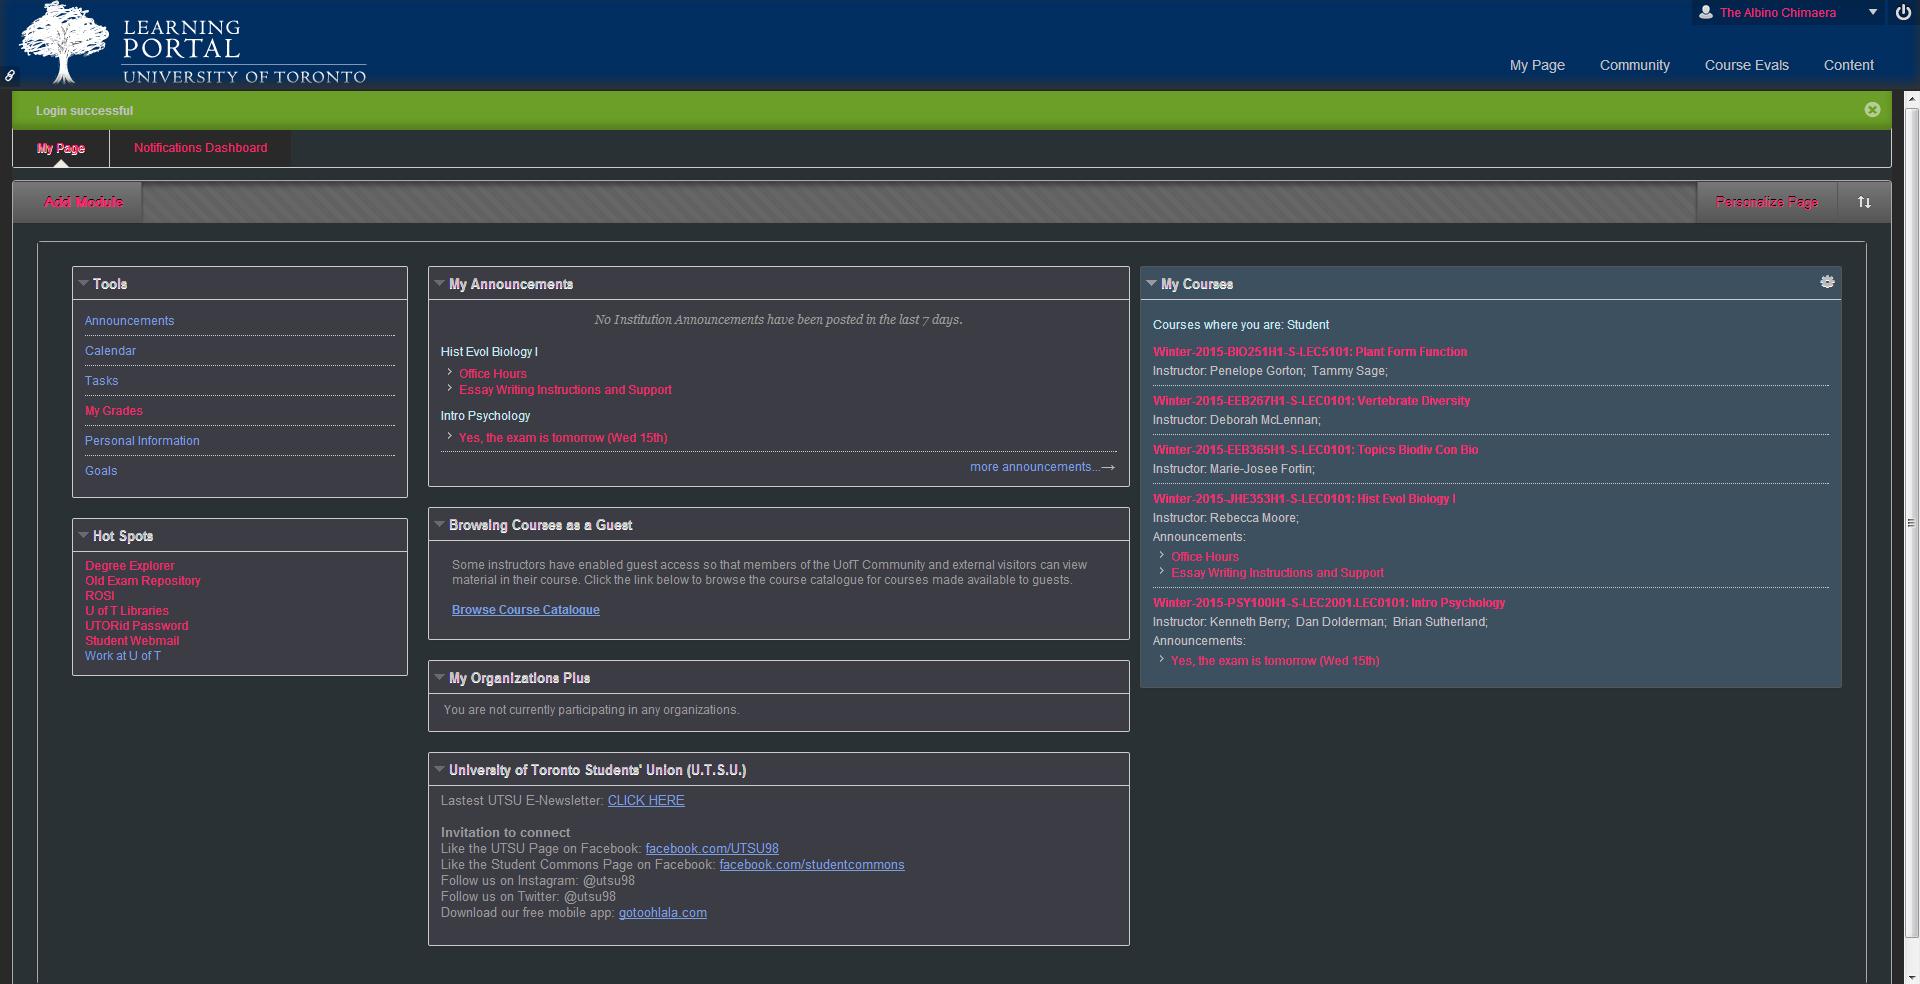 LEARNING
PORTAL
UNIVERSITY OF TORONTO
The Albino Chimaera
My Page
Community
Course Evals
Content
Login successful
My Page
Notifications Dashboard
Add Module
Personalize Page
Tools
Announcements
Calendar
Tasks
My Grades
Personal Information
Goals
Hot Spots
Degree Explorer
Old Exam Repository
ROSI
U of T Libraries
UTORid Password
Student Webmail
Work at U of T
My Announcements
No Institution Announcements have been posted in the last 7 days.
Hist Evol Biology I
Office Hours
Essay Writing Instructions and Support
Intro Psychology
Yes, the exam is tomorrow (Wed 15th)
more announcements...→
Browsing Courses as a Guest
Some instructors have enabled guest access so that members of the UofT Community and external visitors can view
material in their course. Click the link below to browse the course catalogue for courses made available to guests.
Browse Course Catalogue
My Organizations Plus
You are not currently participating in any organizations.
University of Toronto Students' Union (U.T.S.U.)
Lastest UTSU E-Newsletter: CLICK HERE
Invitation to connect
Like the UTSU Page on Facebook: facebook.com/UTSU98
Like the Student Commons Page on Facebook: facebook.com/studentcommons
Follow us on Instagram: @utsu98
Follow us on Twitter: @utsu98
Download our free mobile app: gotoohlala.com
My Courses
Courses where you are: Student
Winter-2015-BIO251H1-S-LEC5101: Plant Form Function
Instructor: Penelope Gorton; Tammy Sage;
Winter-2015-EEB267H1-S-LEC0101: Vertebrate Diversity
Instructor: Deborah McLennan;
Winter-2015-EEB365H1-S-LEC0101: Topics Biodiv Con Bio
Instructor: Marie-Josee Fortin;
Winter-2015-JHE353H1-S-LEC0101: Hist Evol Biology I
Instructor: Rebecca Moore;
Announcements:
Office Hours
Essay Writing Instructions and Support
Winter-2015-PSY100H1-S-LEC2001.LEC0101: Intro Psychology
Instructor: Kenneth Berry; Dan Dolderman; Brian Sutherland;
Announcements:
Yes, the exam is tomorrow (Wed 15th)